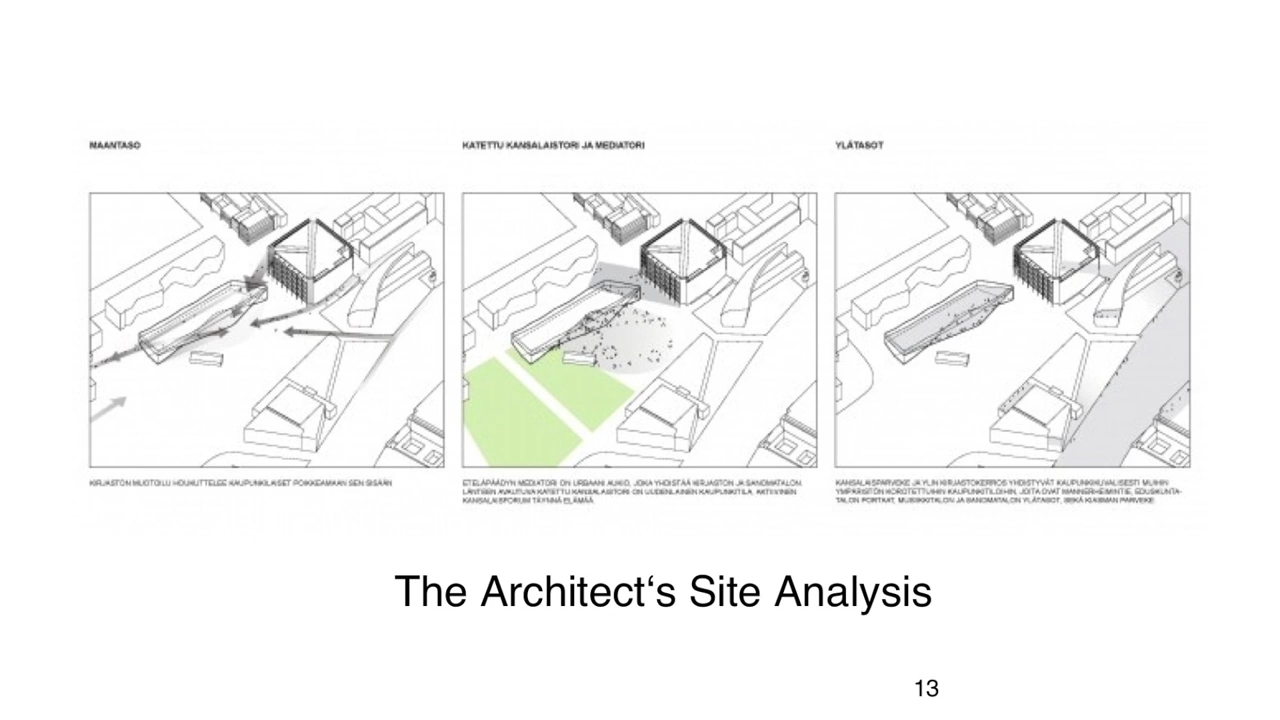 MAANTASO
KATETTU KANSALAISTORI JA MEDIATORI
YLÄTASOT
KIRJASTON MUOTOILU HOUKUTTELEE KAUPUNKILAISET POIKKEAMAAN SEN SISÄÄN
ETELÄPÄÄDYN MEDIATORI ON URBAANI AUKIO, JOKA YHDISTÄÄ KIRJASTON JA SANOMATALON.
LÄNTEEN AVAUTUVA KATETTU KANSALAISTORI ON UUDENLAINEN KAUPUNKITILA, AKTIIVINEN
KANSALAISFORUM TÄYNNÄ ELÄMÄÄ
KANSALAISPARVEKE JA YLIN KIRJASTOKERROS YHDISTYVÄT KAUPUNKIKUVALLISESTI MUIHIN
YMPÄRISTÖN KOROTETTUIHIN KAUPUNKITILOIHIN, JOITA OVAT MANNERHEIMINTIE, EDUSKUNTA-
TALON PORTAAT, MUSIIKKITALON JA SANOMATALON YLÄTASOT, SEKÄ KIASMAN PARVEKE
The Architect‘s Site Analysis
13